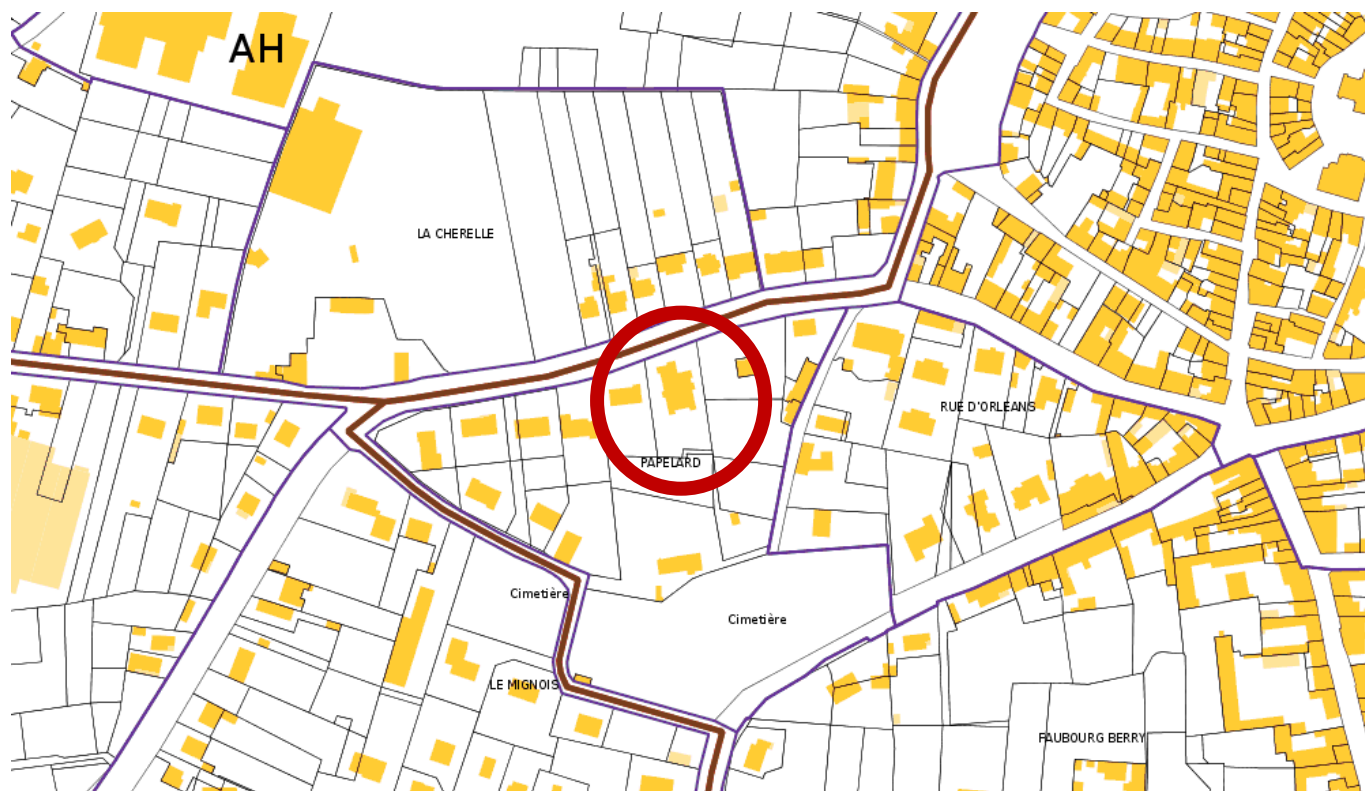 AH
LA CHERELLE
RUE D'ORLEANS
PAPELARD
Cimetière
Cimetière
LE MIGNOIS
FAUBOURG BERRY